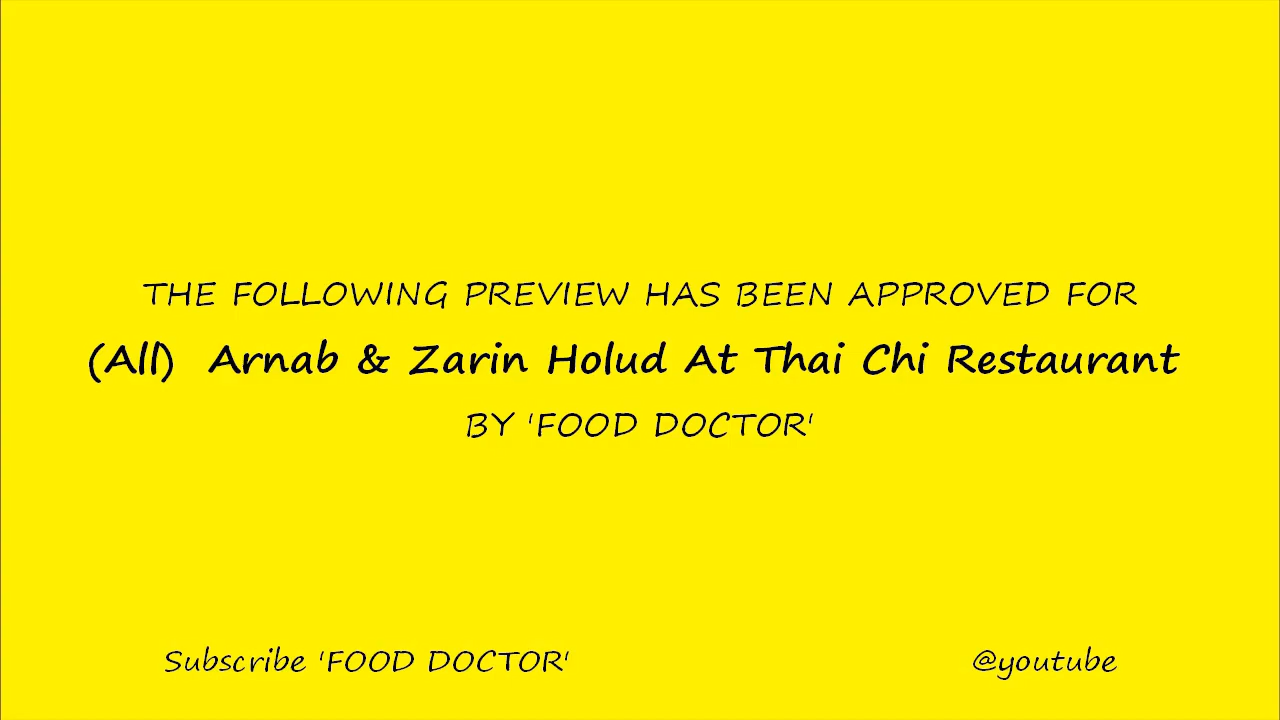 THE FOLLOWING PREVIEW HAS BEEN APPROVED FOR
(All) Arnab & Zarin Holud At Thai Chi Restaurant
BY 'FOOD DOCTOR'
Subscribe 'FOOD DOCTOR' @youtube